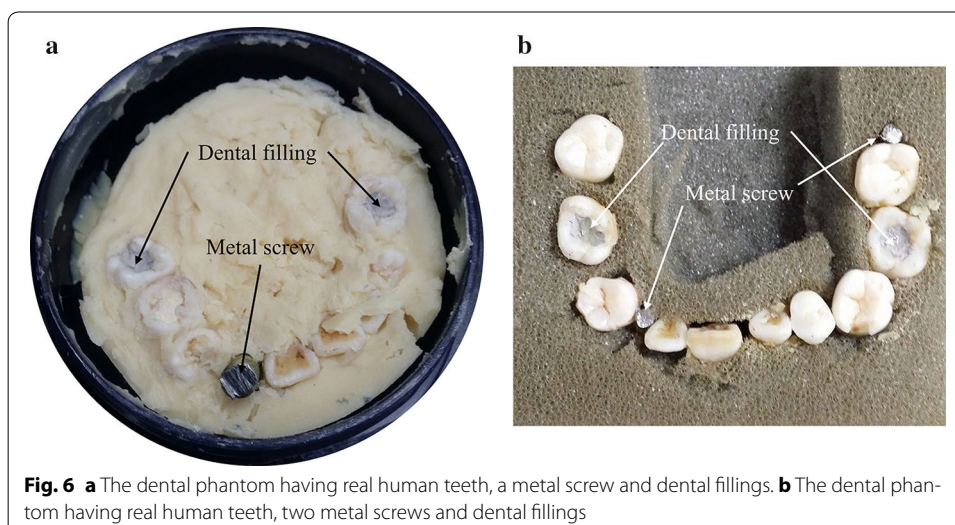 a
b
Dental filling
Metal screw
Dental filling
Metal screw
Fig. 6 a The dental phantom having real human teeth, a metal screw and dental fillings. b The dental phan-
tom having real human teeth, two metal screws and dental fillings